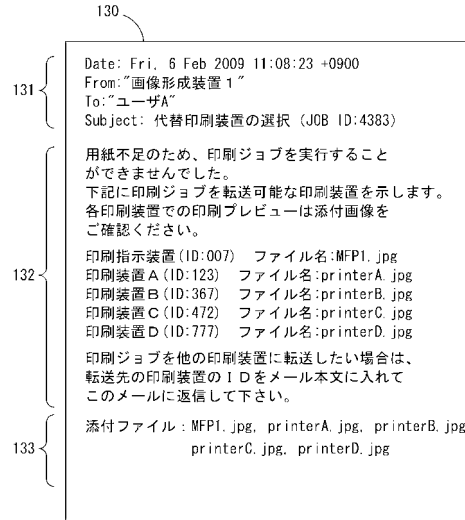 130
131
Date: Fri, 6 Feb 2009 11:08:23 +0900
From:"画像形成装置１"
To:"ユーザA"
Subject: 代替印刷装置の選択 (JOB ID:4383)
132
用紙不足のため、印刷ジョブを実行すること
ができませんでした。
下記に印刷ジョブを転送可能な印刷装置を示します。
各印刷装置での印刷プレビューは添付画像を
ご確認ください。
印刷指示装置(ID:007) ファイル名:MFP1.jpg
印刷装置Ａ(ID:123) ファイル名:printerA.jpg
印刷装置Ｂ(ID:367) ファイル名:printerB.jpg
印刷装置Ｃ(ID:472) ファイル名:printerC.jpg
印刷装置Ｄ(ID:777) ファイル名:printerD.jpg
印刷ジョブを他の印刷装置に転送したい場合は、
転送先の印刷装置のＩＤをメール本文に入れて
このメールに返信して下さい。
133
添付ファイル：MFP1.jpg, printerA.jpg, printerB.jpg
printerC.jpg, printerD.jpg